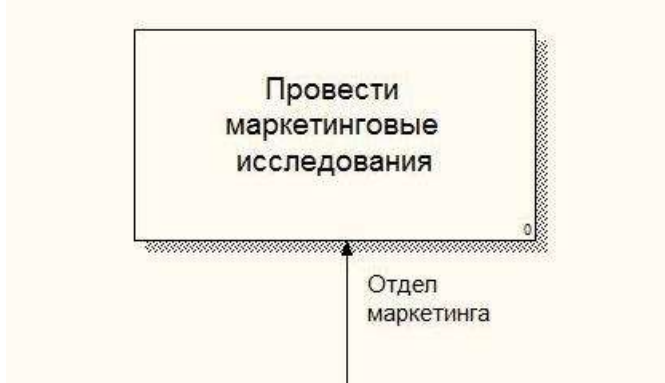 Провести
маркетинговые
исследования
0
Отдел
маркетинга